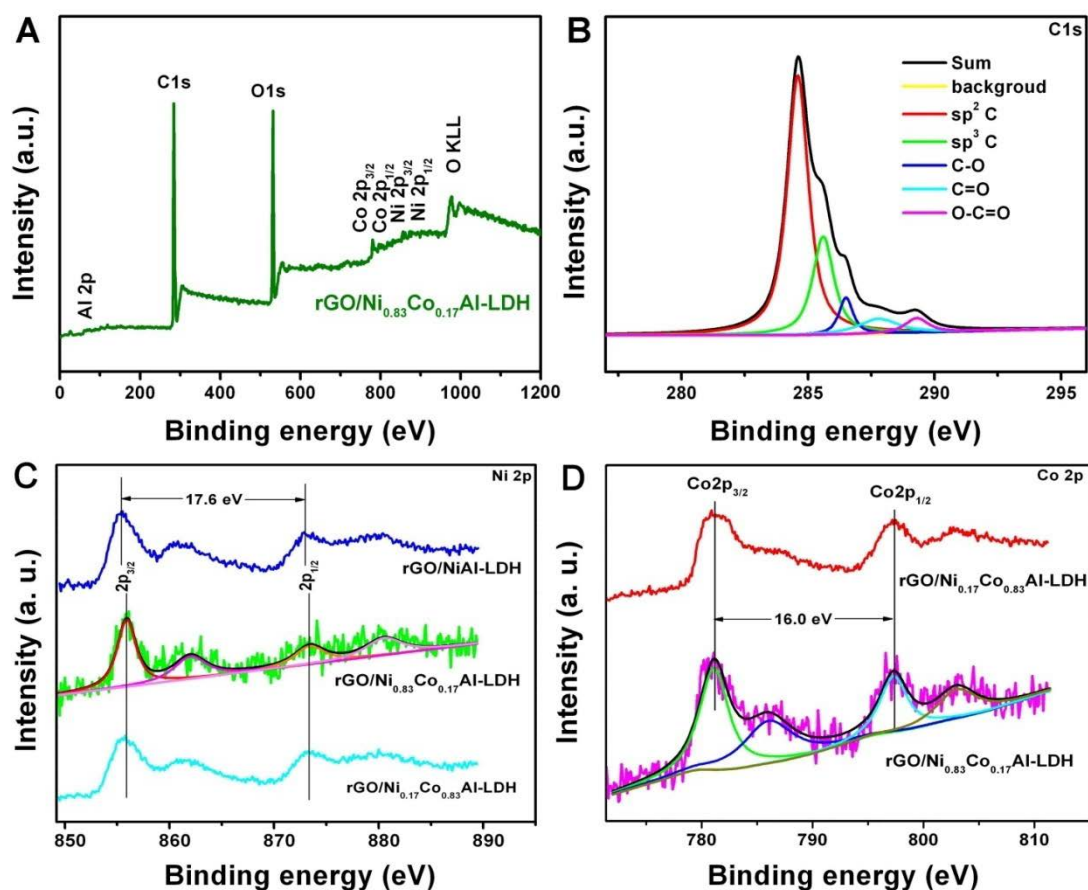 A
C1s
O1s
Al 2p
Co 2p3/2
Co 2p1/2
Ni 2p3/2
Ni 2p1/2
O KLL
rGO/Ni0.83Co0.17Al-LDH
Intensity (a.u.)
0 200 400 600 800 1000 1200
Binding energy (eV)
B
C1s
Sum
backgroud
sp2 C
sp3 C
C-O
C=O
O-C=O
Intensity (a.u.)
280 285 290 295
Binding energy (eV)
C
Ni 2p
17.6 eV
rGO/NiAl-LDH
2p3/2
2p1/2
rGO/Ni0.83Co0.17Al-LDH
rGO/Ni0.17Co0.83Al-LDH
Intensity (a. u.)
850 860 870 880 890
Binding energy (eV)
D
Co 2p
Co2p3/2
Co2p1/2
rGO/Ni0.17Co0.83Al-LDH
16.0 eV
rGO/Ni0.83Co0.17Al-LDH
Intensity (a. u.)
780 790 800 810
Binding energy (eV)